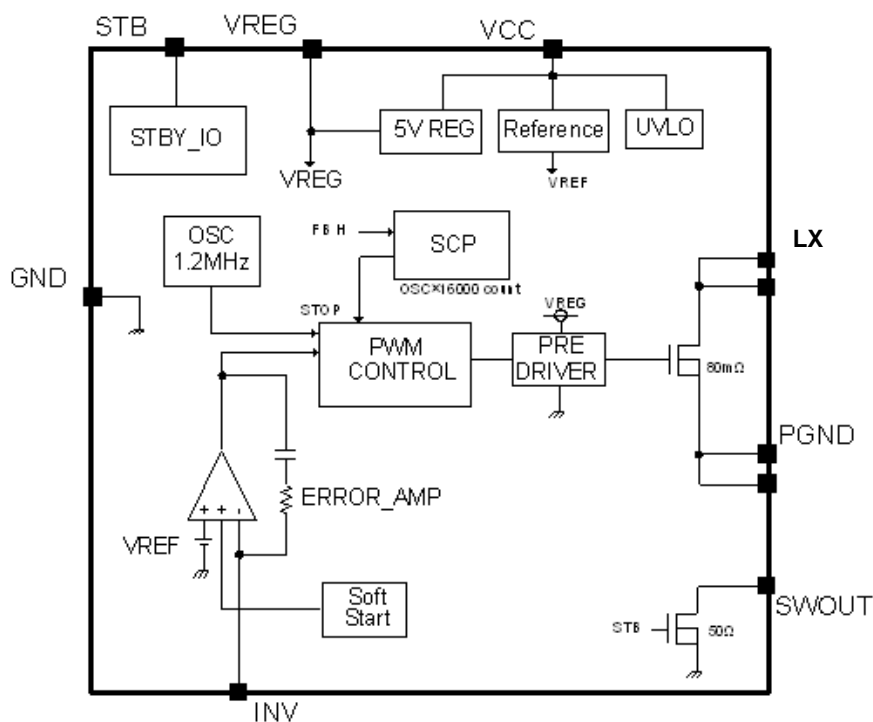 STB
VREG
VCC
STBY_IO
5V REG
Reference
UVLO
VREG
VREF
OSC
1.2MHz
FBH
SCP
OSC×16000 count
LX
GND
STOP
VREG
PWM
CONTROL
PRE
DRIVER
80mΩ
PGND
+ + -
ERROR_AMP
VREF
Soft
Start
STB
50Ω
SWOUT
INV